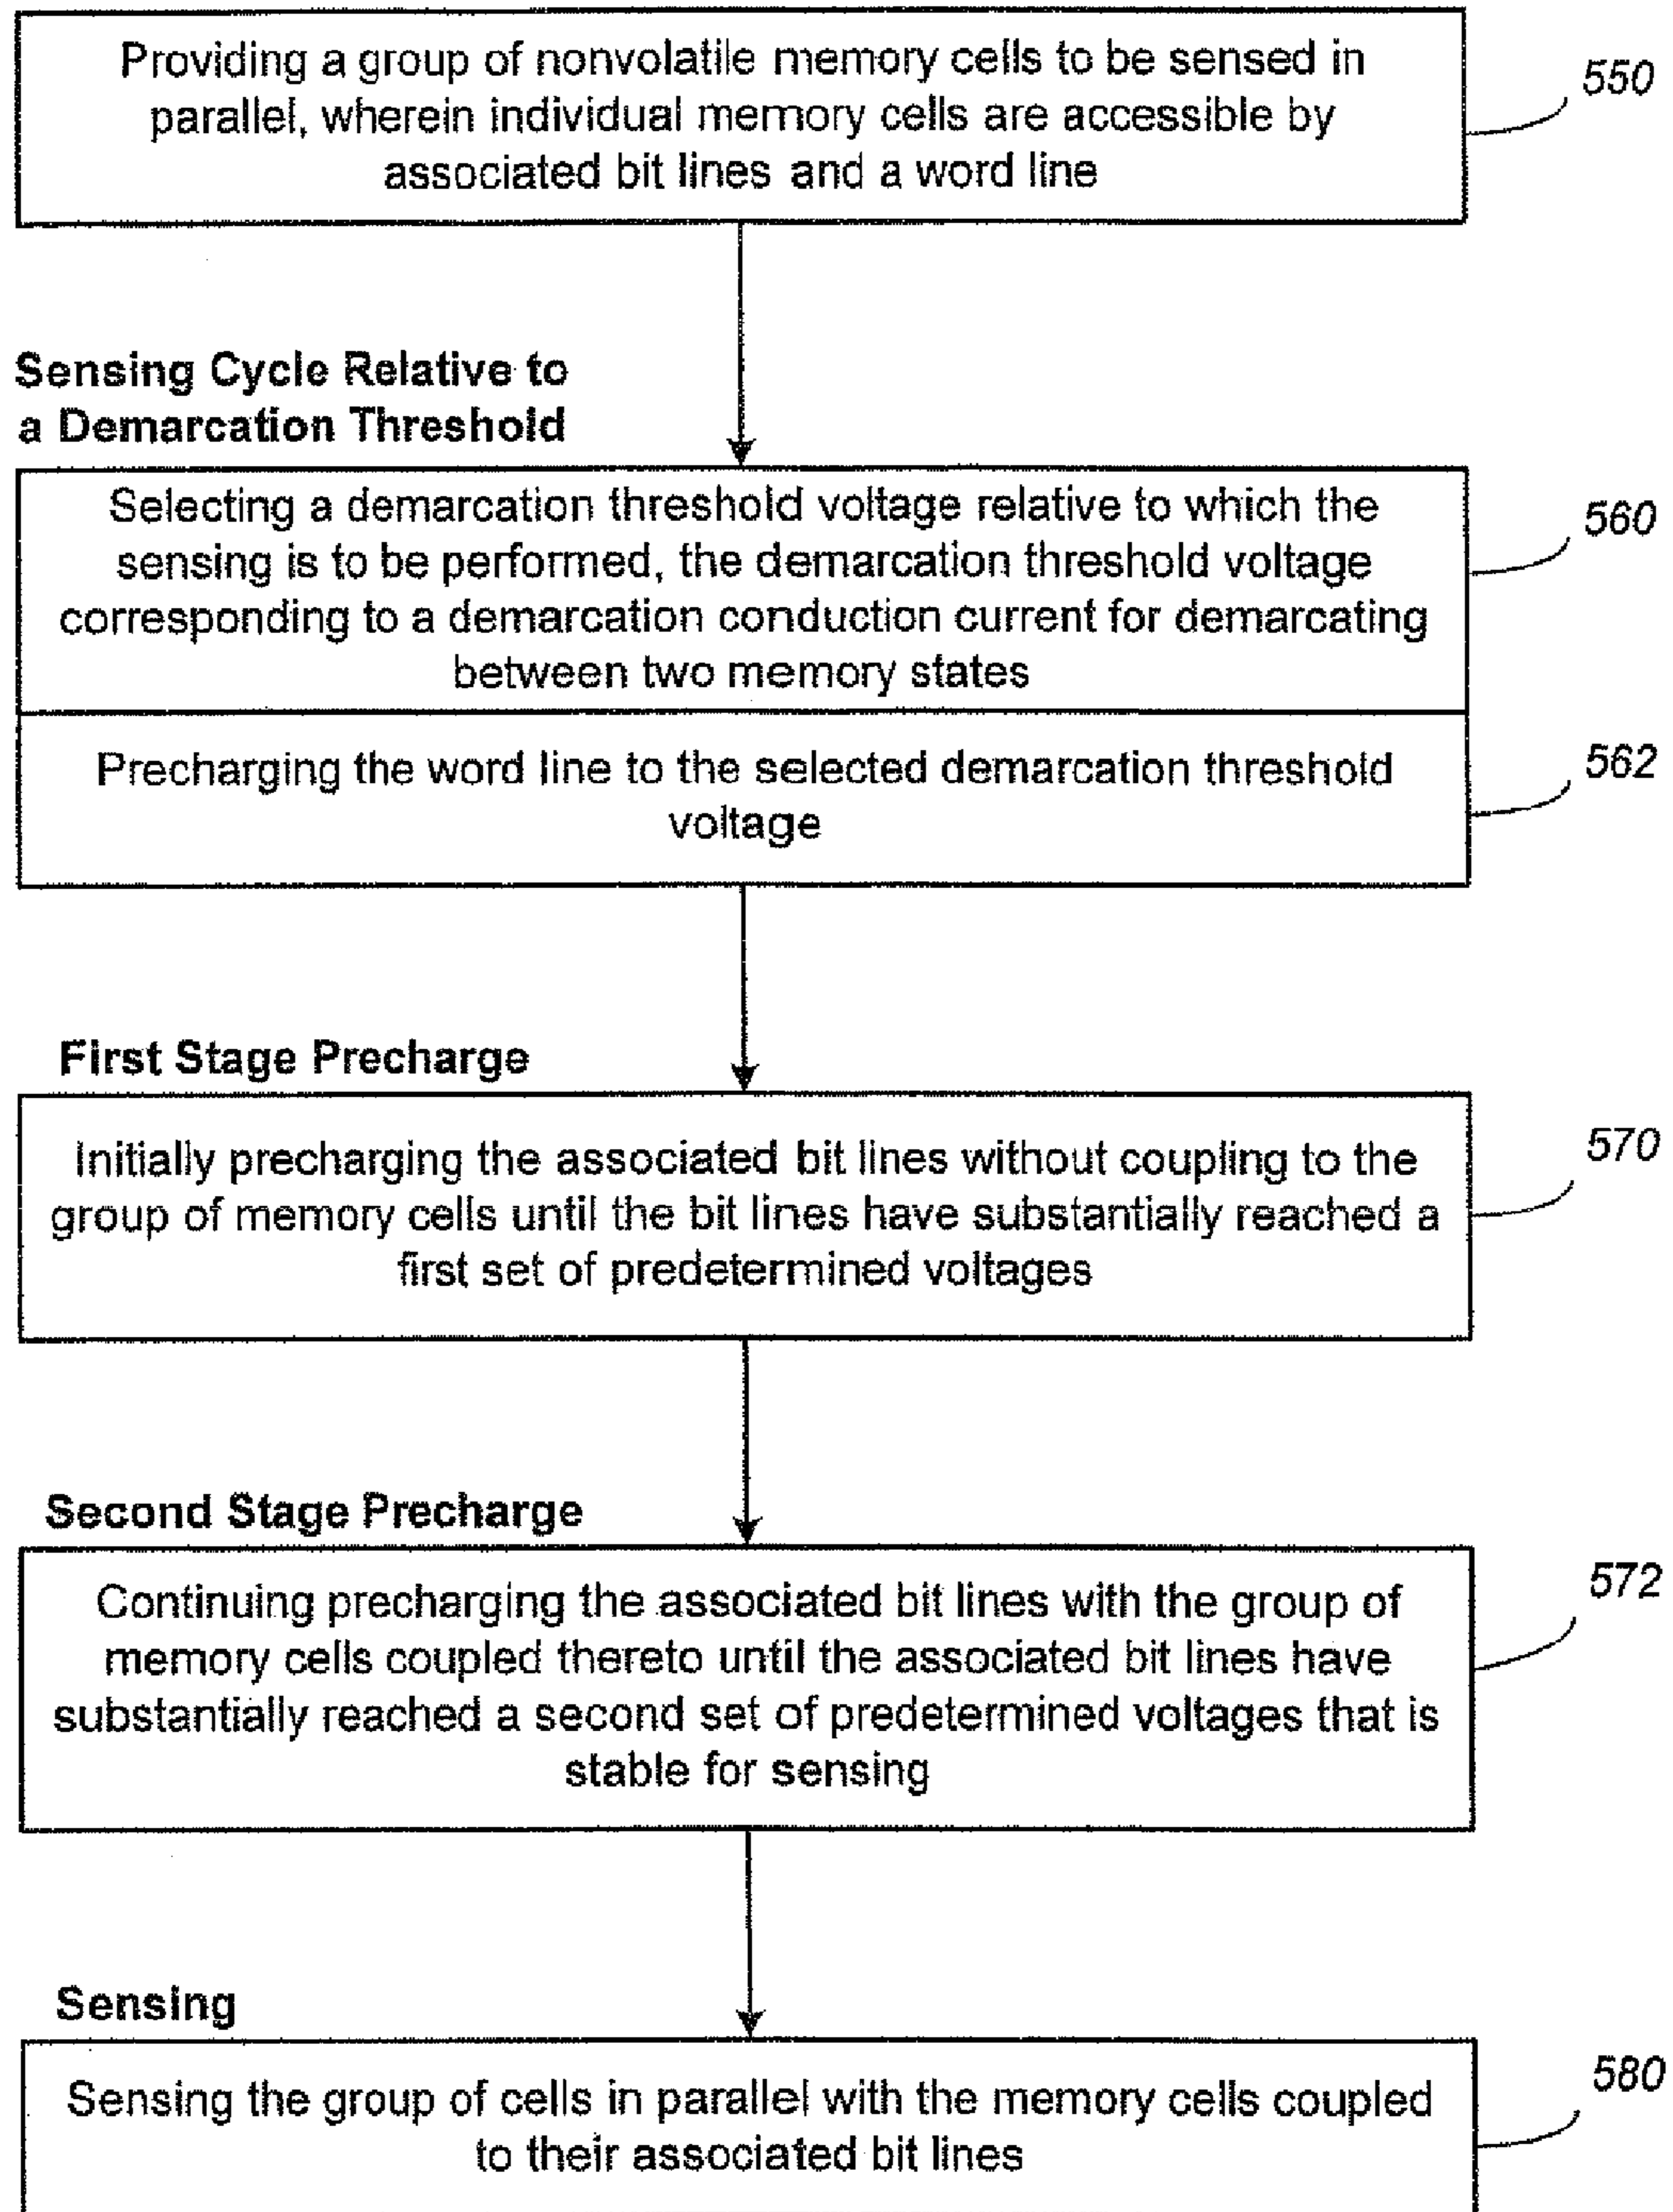 Providing a group of nonvolatile memory cells to be sensed in
parallel, wherein individual memory cells are accessible by
associated bit lines and a word line
550
Sensing Cycle Relative to
a Demarcation Threshold
Selecting a demarcation threshold voltage relative to which the
sensing is to be performed, the demarcation threshold voltage
corresponding to a demarcation conduction current for demarcating
between two memory states
560
Precharging the word line to the selected demarcation threshold
voltage
562
First Stage Precharge
Initially precharging the associated bit lines without coupling to the
group of memory cells until the bit lines have substantially reached a
first set of predetermined voltages
570
Second Stage Precharge
Continuing precharging the associated bit lines with the group of
memory cells coupled thereto until the associated bit lines have
substantially reached a second set of predetermined voltages that is
stable for sensing
572
Sensing
Sensing the group of cells in parallel with the memory cells coupled
to their associated bit lines
580